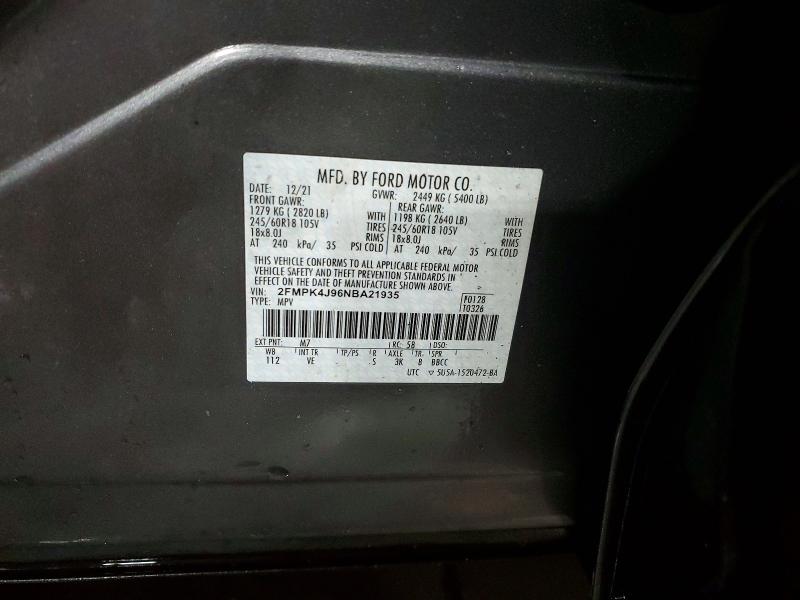 MFD. BY FORD MOTOR CO.
DATE: 12/21 GVWR: 2449 KG ( 5400 LB)
FRONT GAWR: REAR GAWR:
1279 KG ( 2820 LB) WITH 1198 KG ( 2640 LB) WITH
245/60R18 105V TIRES 245/60R18 105V TIRES
18x8.0J RIMS 18x8.0J RIMS
AT 240 kPa/ 35 PSI COLD AT 240 kPa/ 35 PSI COLD
THIS VEHICLE CONFORMS TO ALL APPLICABLE FEDERAL MOTOR
VEHICLE SAFETY AND THEFT PREVENTION STANDARDS IN
EFFECT ON THE DATE OF MANUFACTURE SHOWN ABOVE.
VIN: 2FMPK4J96NBA21935
TYPE: MPV
F0128
T0326
EXT PNT: M7 RC: 58 DSO:
WB INT TR TP/PS R AXLE TR SPR
112 VE S 3K 8 BBCC
UTC ▽ 5U5A-1520472-BA